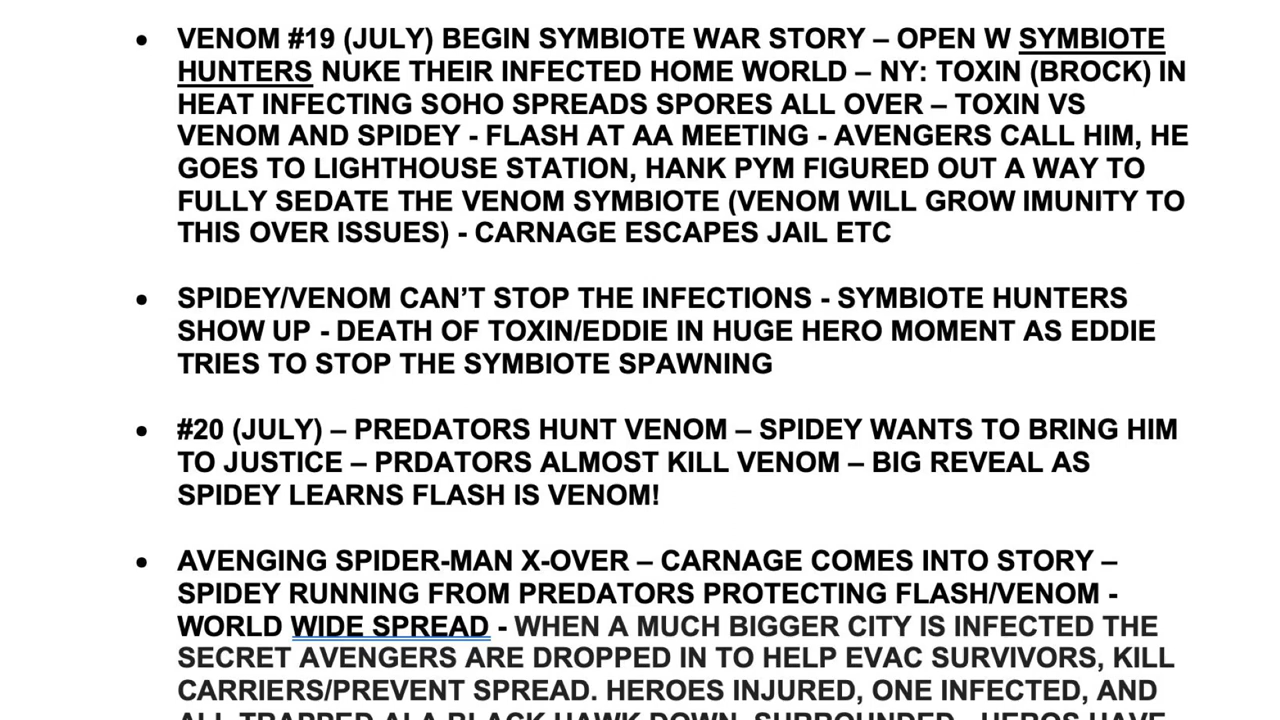 • VENOM #19 (JULY) BEGIN SYMBIOTE WAR STORY – OPEN W SYMBIOTE
HUNTERS NUKE THEIR INFECTED HOME WORLD – NY: TOXIN (BROCK) IN
HEAT INFECTING SOHO SPREADS SPORES ALL OVER – TOXIN VS
VENOM AND SPIDEY - FLASH AT AA MEETING - AVENGERS CALL HIM, HE
GOES TO LIGHTHOUSE STATION, HANK PYM FIGURED OUT A WAY TO
FULLY SEDATE THE VENOM SYMBIOTE (VENOM WILL GROW IMUNITY TO
THIS OVER ISSUES) - CARNAGE ESCAPES JAIL ETC
• SPIDEY/VENOM CAN’T STOP THE INFECTIONS - SYMBIOTE HUNTERS
SHOW UP - DEATH OF TOXIN/EDDIE IN HUGE HERO MOMENT AS EDDIE
TRIES TO STOP THE SYMBIOTE SPAWNING
• #20 (JULY) – PREDATORS HUNT VENOM – SPIDEY WANTS TO BRING HIM
TO JUSTICE – PRDATORS ALMOST KILL VENOM – BIG REVEAL AS
SPIDEY LEARNS FLASH IS VENOM!
• AVENGING SPIDER-MAN X-OVER – CARNAGE COMES INTO STORY –
SPIDEY RUNNING FROM PREDATORS PROTECTING FLASH/VENOM -
WORLD WIDE SPREAD - WHEN A MUCH BIGGER CITY IS INFECTED THE
SECRET AVENGERS ARE DROPPED IN TO HELP EVAC SURVIVORS, KILL
CARRIERS/PREVENT SPREAD. HEROES INJURED, ONE INFECTED, AND